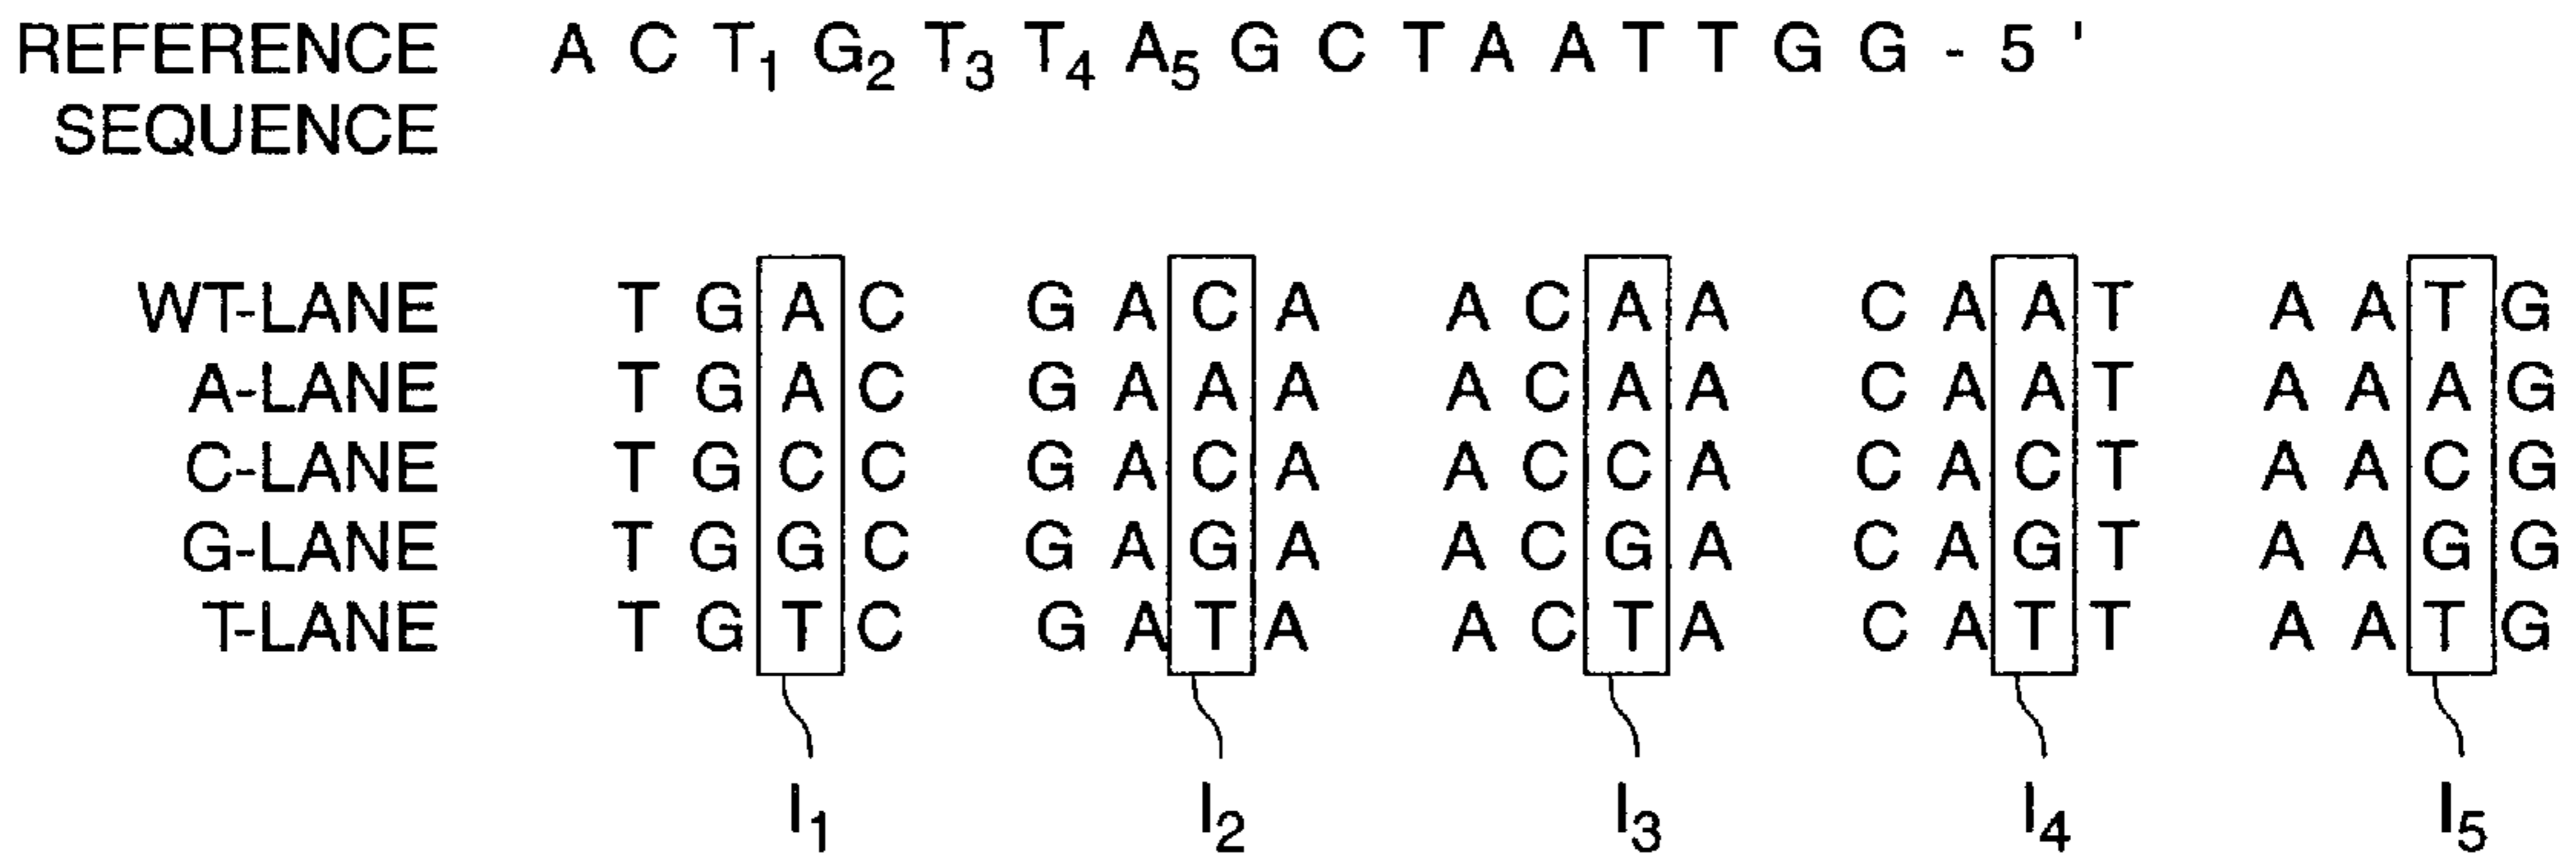 REFERENCE A C T₁ G₂ T₃ T₄ A₅ G C T A A T T G G - 5 '
SEQUENCE
WT-LANE T G A C G A C A A C A A C A A T A A T G
A-LANE T G A C G A A A A C A A C A A T A A A G
C-LANE T G C C G A C A A C C A C A C T A A C G
G-LANE T G G C G A G A A C G A C A G T A A G G
T-LANE T G T C G A T A A C T A C A T T A A T G
I₁ I₂ I₃ I₄ I₅